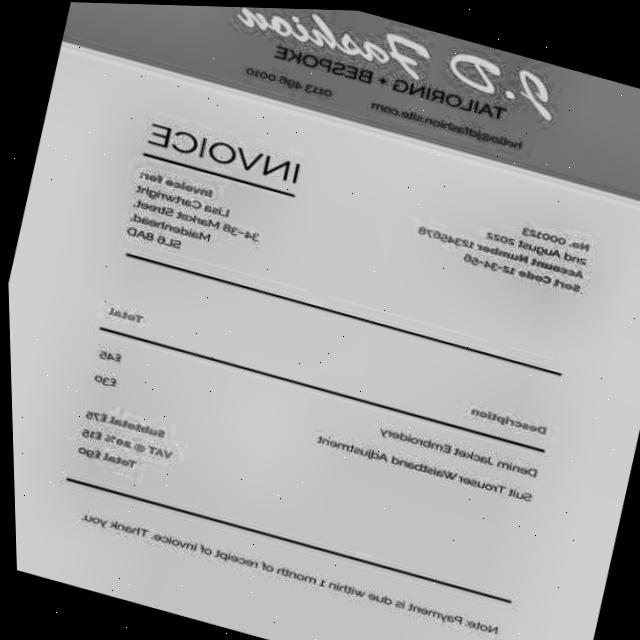 J.D Fashion
TAILORING + BESPOKE
hello@jdfashion.site.com 0113 496 0010
INVOICE
No. 000123
2nd August 2022
Account Number 12345678
Sort Code 12-34-56
Invoice For:
Lisa Cartwright,
34-36 Market Street,
Maidenhead,
SL6 8AD
Description Total
Denim Jacket Embroidery £45
Suit Trouser Waistband Adjustment £30
Subtotal £75
VAT @ 20% £15
Total £90
Note: Payment is due within 1 month of receipt of invoice. Thank you.